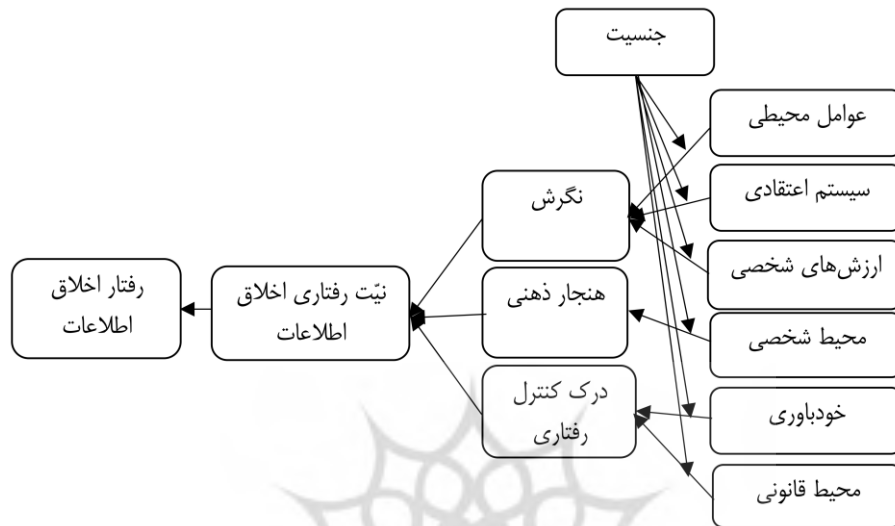 جنسیت
عوامل محیطی
سیستم اعتقادی
ارزش‌های شخصی
محیط شخصی
خودباوری
محیط قانونی
نگرش
هنجار ذهنی
درک کنترل
رفتاری
نیّت رفتاری اخلاق
اطلاعات
رفتار اخلاق
اطلاعات